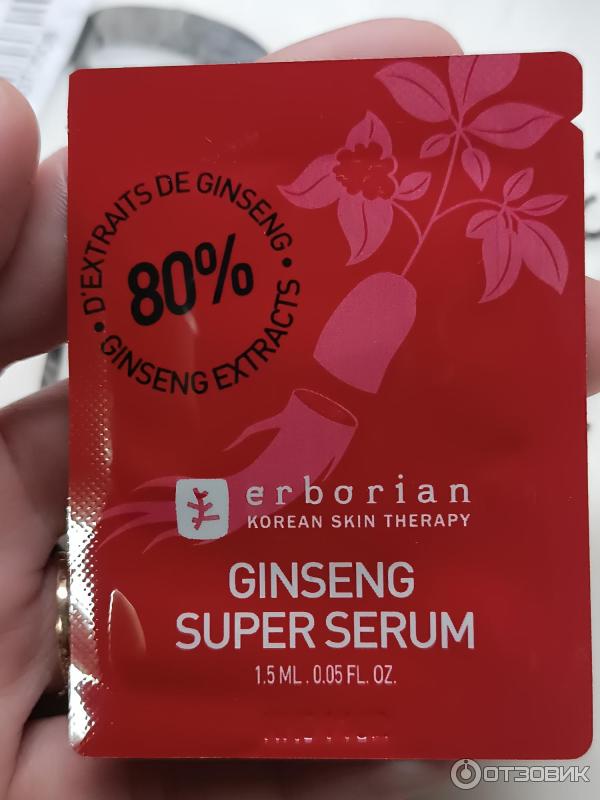 D'EXTRAITS DE GINSENG
80%
GINSENG EXTRACTS
erborian
KOREAN SKIN THERAPY
GINSENG
SUPER SERUM
1.5 ML . 0.05 FL. OZ.
ОТЗОВИК